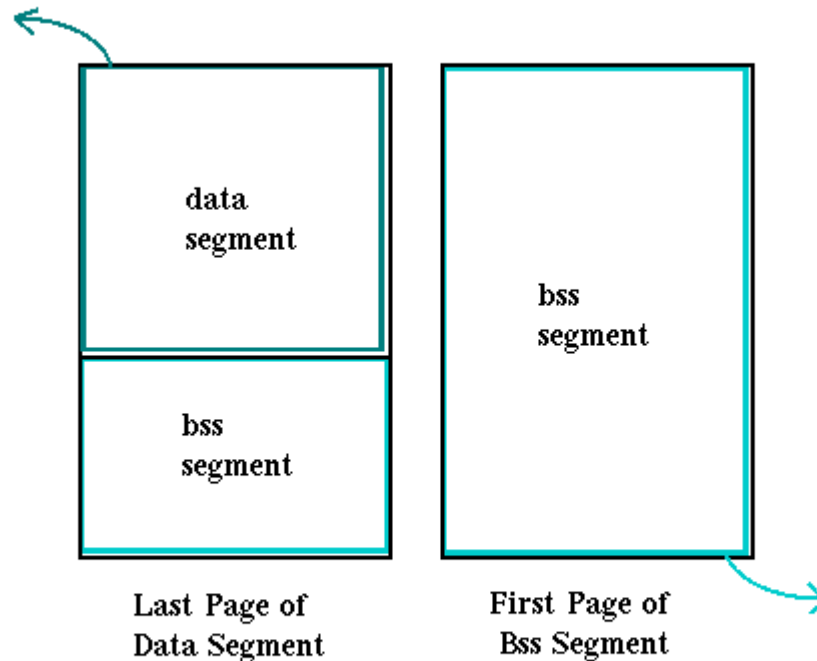 data
segment
bss
segment
bss
segment
Last Page of
Data Segment
First Page of
Bss Segment